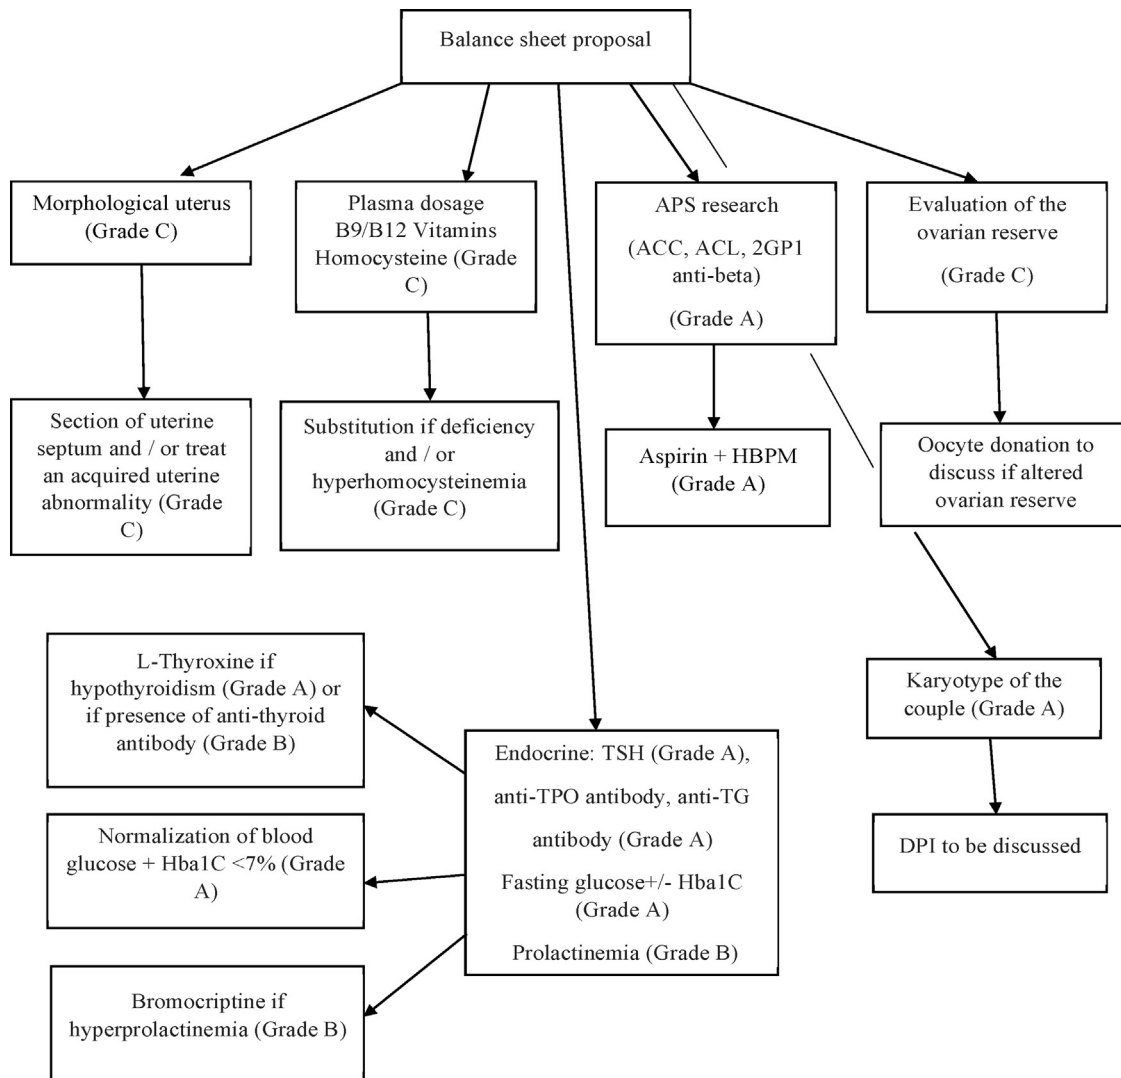 Balance sheet proposal
Morphological uterus
(Grade C)
Plasma dosage
B9/B12 Vitamins
Homocysteine (Grade
C)
APS research
(ACC, ACL, 2GP1
anti-beta)
(Grade A)
Evaluation of the
ovarian reserve
(Grade C)
Section of uterine
septum and / or treat
an acquired uterine
abnormality (Grade
C)
Substitution if deficiency
and / or
hyperhomocysteinemia
(Grade C)
Aspirin + HBPM
(Grade A)
Oocyte donation to
discuss if altered
ovarian reserve
L-Thyroxine if
hypothyroidism (Grade A) or
if presence of anti-thyroid
antibody (Grade B)
Normalization of blood
glucose + Hba1C <7% (Grade
A)
Bromocriptine if
hyperprolactinemia (Grade B)
Endocrine: TSH (Grade A),
anti-TPO antibody, anti-TG
antibody (Grade A)
Fasting glucose+/- Hba1C
(Grade A)
Prolactinemia (Grade B)
Karyotype of the
couple (Grade A)
DPI to be discussed